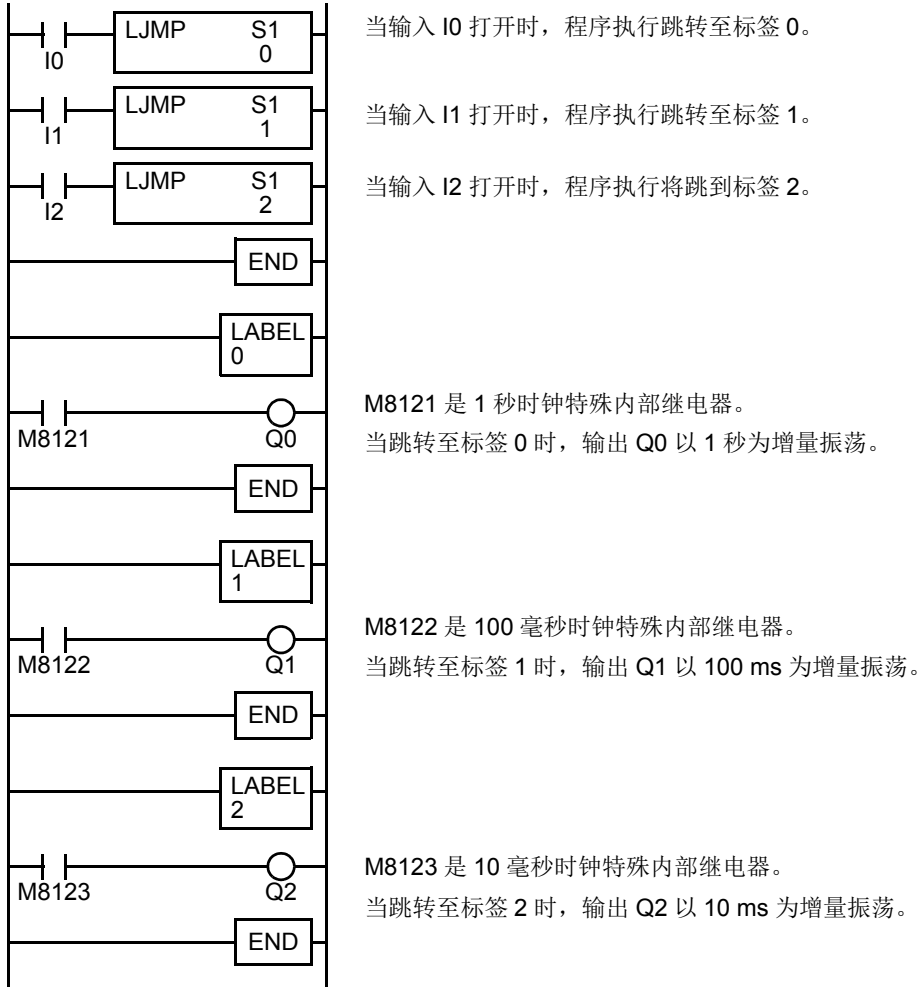 LJMP S1 当输入 I0 打开时，程序执行跳转至标签 0。
I0 0
LJMP S1 当输入 I1 打开时，程序执行跳转至标签 1。
I1 1
LJMP S1 当输入 I2 打开时，程序执行将跳到标签 2。
I2 2
END
LABEL
0
M8121 是 1 秒时钟特殊内部继电器。
M8121 Q0 当跳转至标签 0 时，输出 Q0 以 1 秒为增量振荡。
END
LABEL
1
M8122 是 100 毫秒时钟特殊内部继电器。
M8122 Q1 当跳转至标签 1 时，输出 Q1 以 100 ms 为增量振荡。
END
LABEL
2
M8123 是 10 毫秒时钟特殊内部继电器。
M8123 Q2 当跳转至标签 2 时，输出 Q2 以 10 ms 为增量振荡。
END